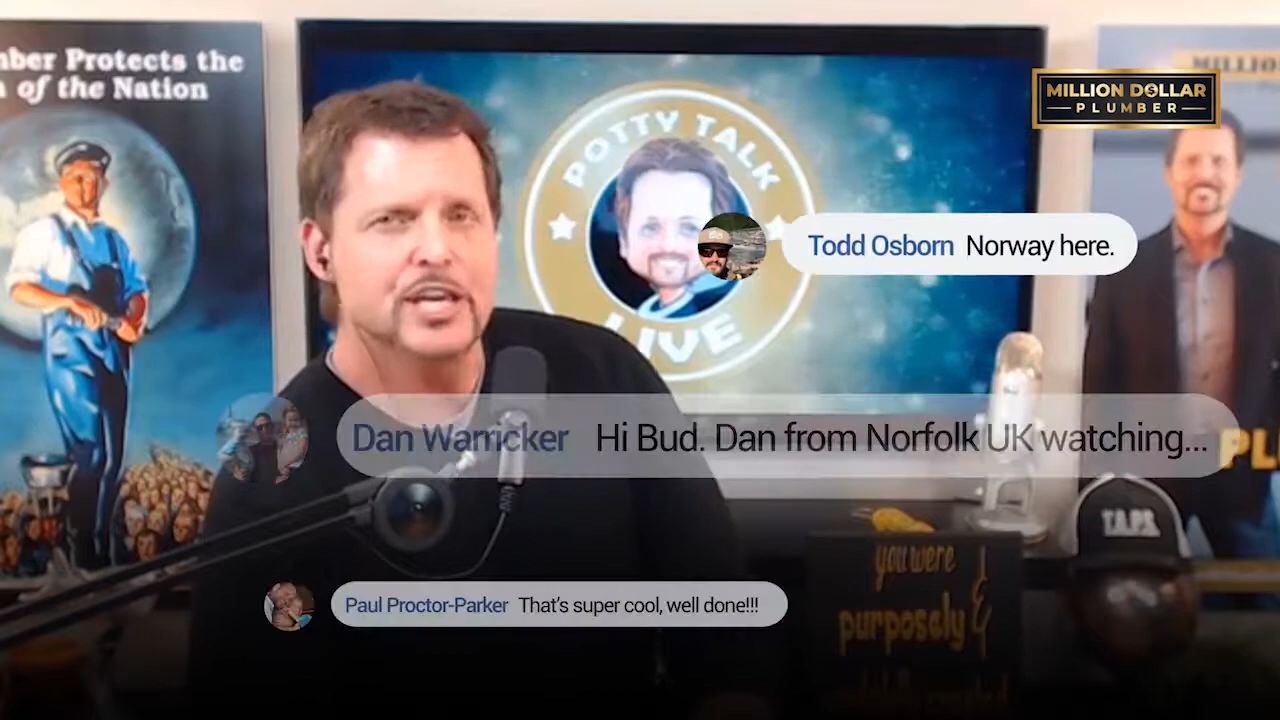 mber Protects the
of the Nation
MILLION DOLLAR
PLUMBER
POTTY TALK
LIVE
Todd Osborn Norway here.
Dan Warricker Hi Bud. Dan from Norfolk UK watching...
Paul Proctor-Parker That's super cool, well done!!!
T.A.P.S.
you were
purposely &